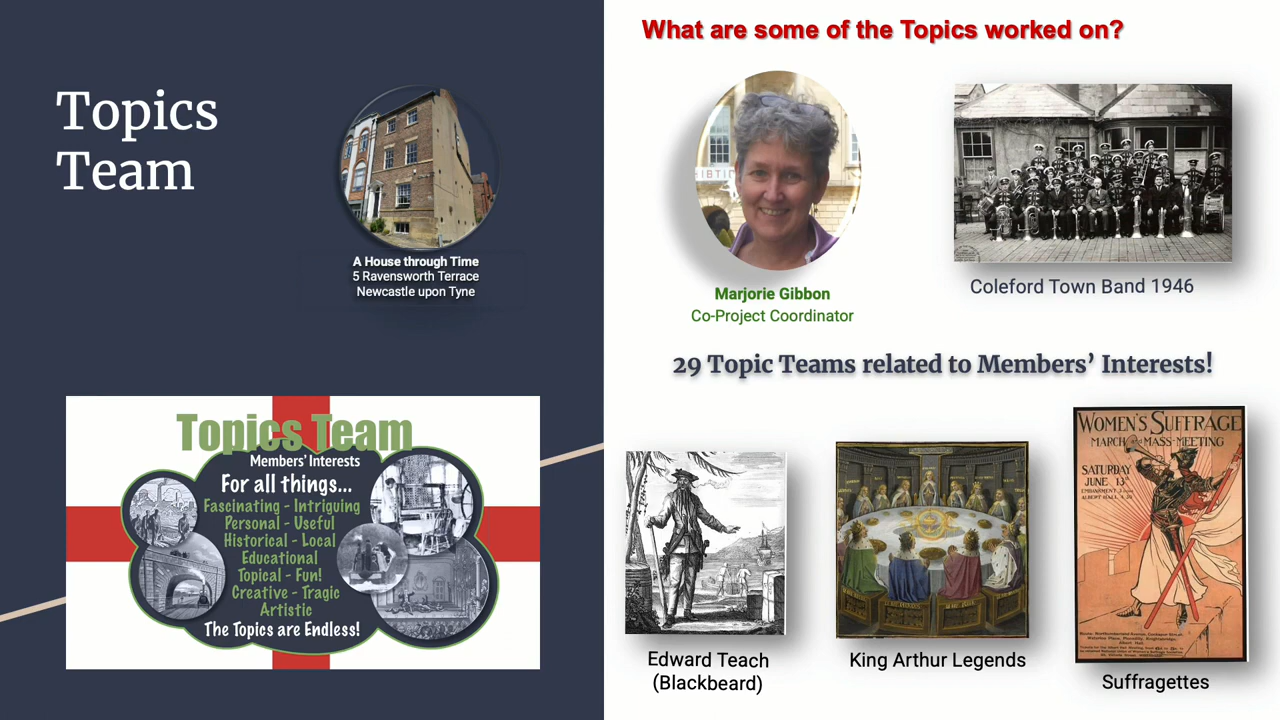 Topics
Team
A House through Time
5 Ravensworth Terrace
Newcastle upon Tyne
Topics Team
Members' Interests
For all things...
Fascinating - Intriguing
Personal - Useful
Historical - Local
Educational
Topical - Fun!
Creative - Tragic
Artistic
The Topics are Endless!
What are some of the Topics worked on?
Marjorie Gibbon
Co-Project Coordinator
Coleford Town Band 1946
29 Topic Teams related to Members' Interests!
Edward Teach
(Blackbeard)
King Arthur Legends
WOMEN'S SUFFRAGE
MARCH and MASS-MEETING
SATURDAY
JUNE 13th
Suffragettes